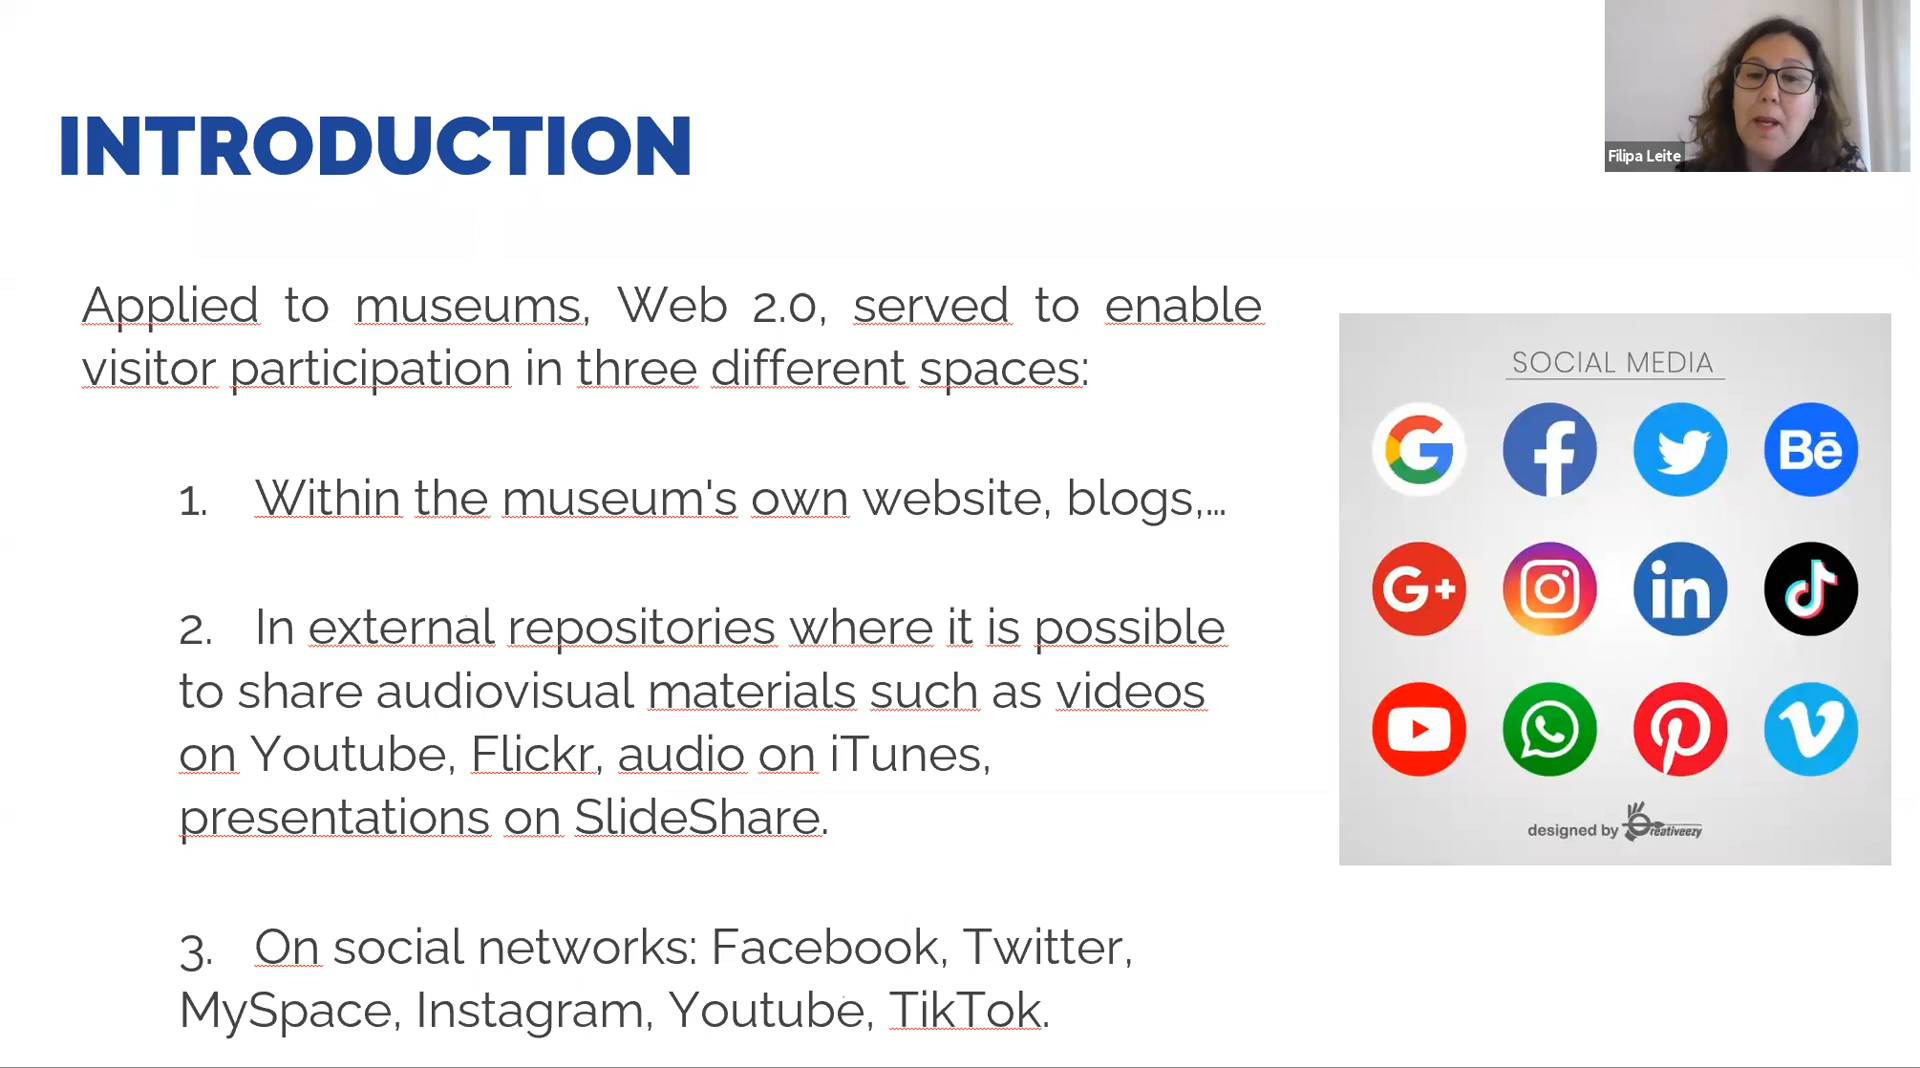 INTRODUCTION
Filipa Leite
Applied to museums, Web 2.0, served to enable
visitor participation in three different spaces:
1. Within the museum's own website, blogs,...
2. In external repositories where it is possible
to share audiovisual materials such as videos
on Youtube, Flickr, audio on iTunes,
presentations on SlideShare.
3. On social networks: Facebook, Twitter,
MySpace, Instagram, Youtube, TikTok.
SOCIAL MEDIA
G f Bē
G+ in
designed by Creativeezy